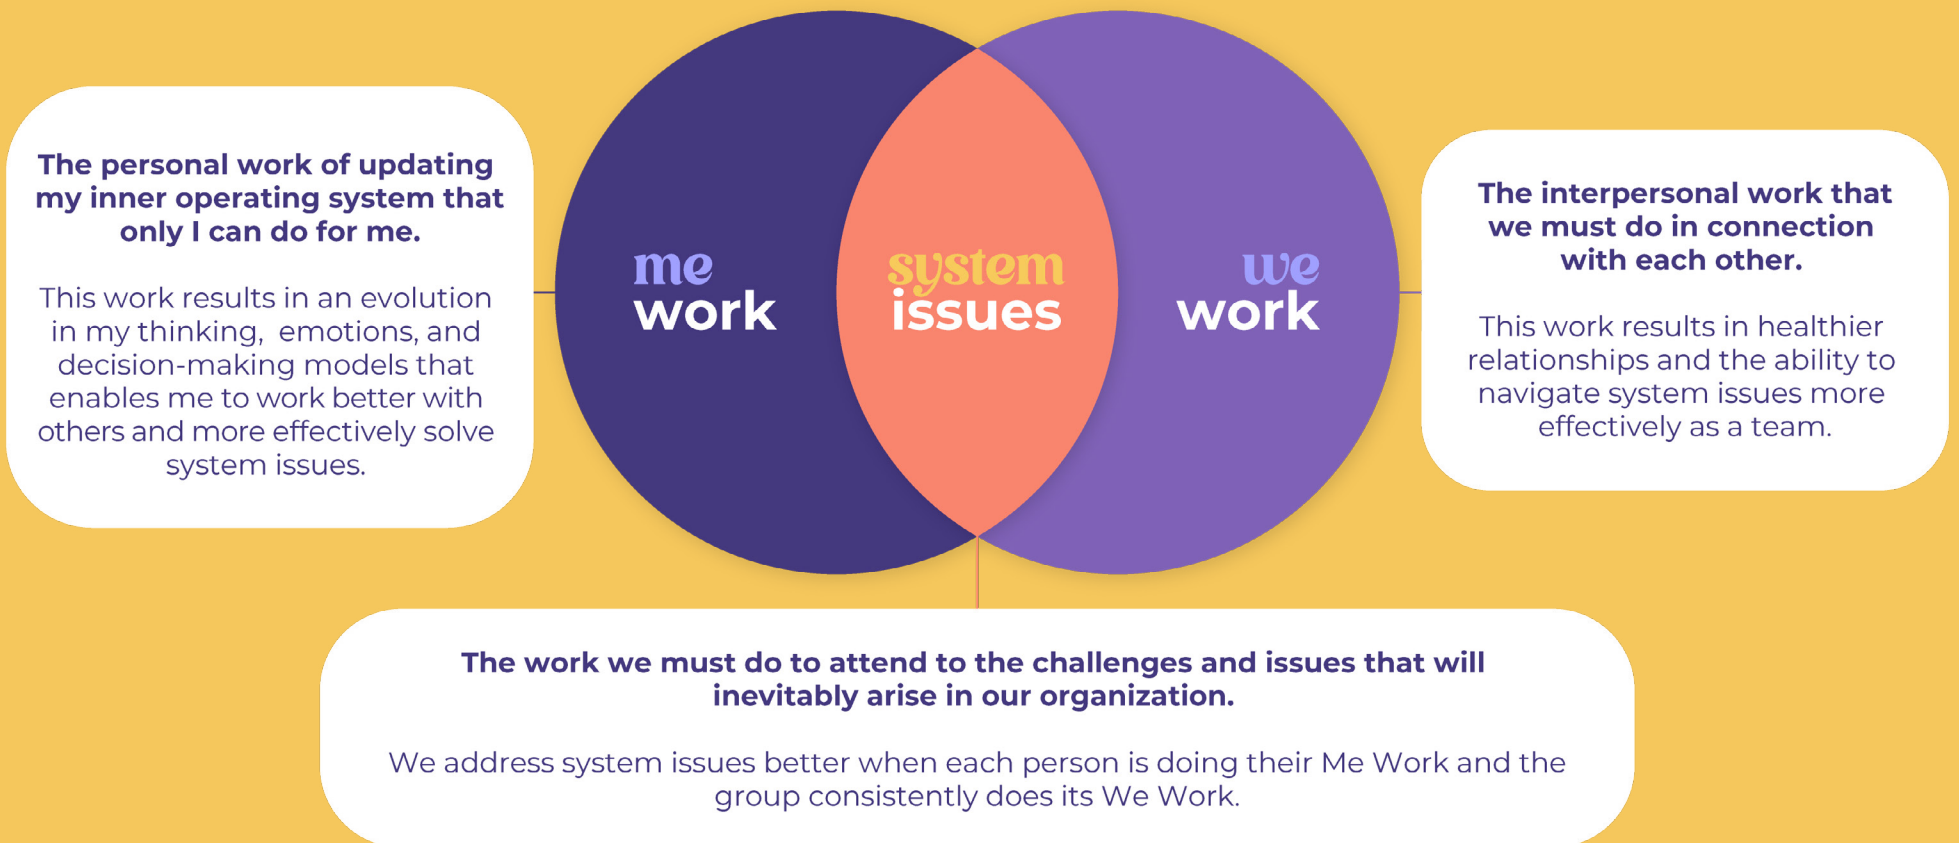 The personal work of updating
my inner operating system that
only I can do for me.
This work results in an evolution
in my thinking, emotions, and
decision-making models that
enables me to work better with
others and more effectively solve
system issues.
me
work
system
issues
we
work
The interpersonal work that
we must do in connection
with each other.
This work results in healthier
relationships and the ability to
navigate system issues more
effectively as a team.
The work we must do to attend to the challenges and issues that will
inevitably arise in our organization.
We address system issues better when each person is doing their Me Work and the
group consistently does its We Work.